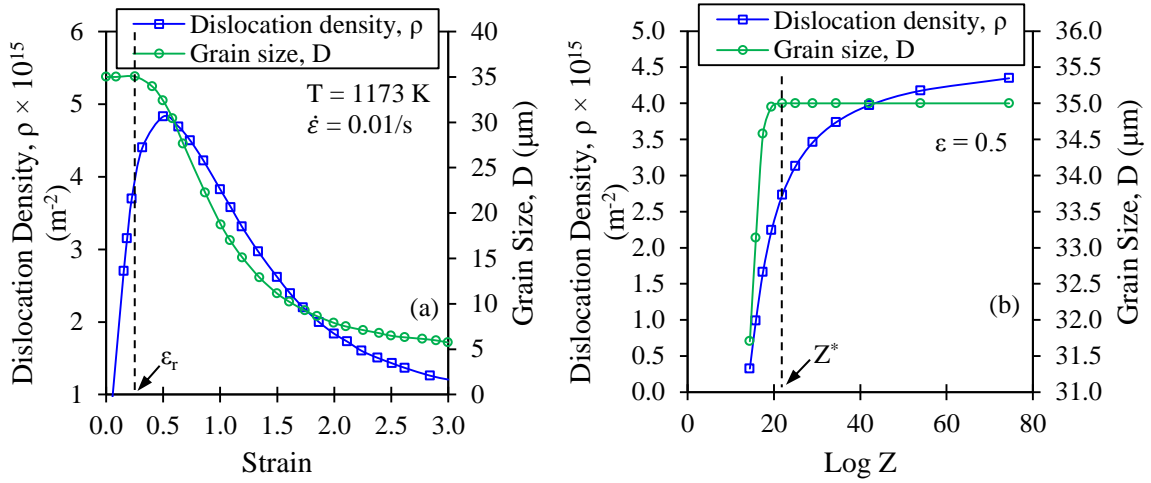 Dislocation density, ρ
Grain size, D
T = 1173 K
ε̇ = 0.01/s
(a)
εr
Dislocation Density, ρ × 10^15
(m^-2)
6
5
4
3
2
1
Grain Size, D (μm)
40
35
30
25
20
15
10
5
0
0.0 0.5 1.0 1.5 2.0 2.5 3.0
Strain
Dislocation density, ρ
Grain size, D
ε = 0.5
(b)
Z*
Dislocation Density, ρ × 10^15
(m^-2)
5.0
4.5
4.0
3.5
3.0
2.5
2.0
1.5
1.0
0.5
0.0
Grain Size, D (μm)
36.0
35.5
35.0
34.5
34.0
33.5
33.0
32.5
32.0
31.5
31.0
0 20 40 60 80
Log Z